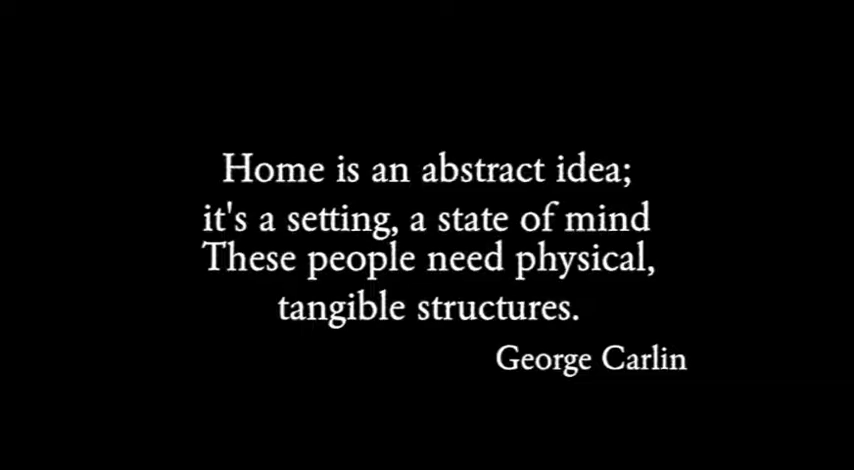 Home is an abstract idea;
it's a setting, a state of mind
These people need physical,
tangible structures.
George Carlin